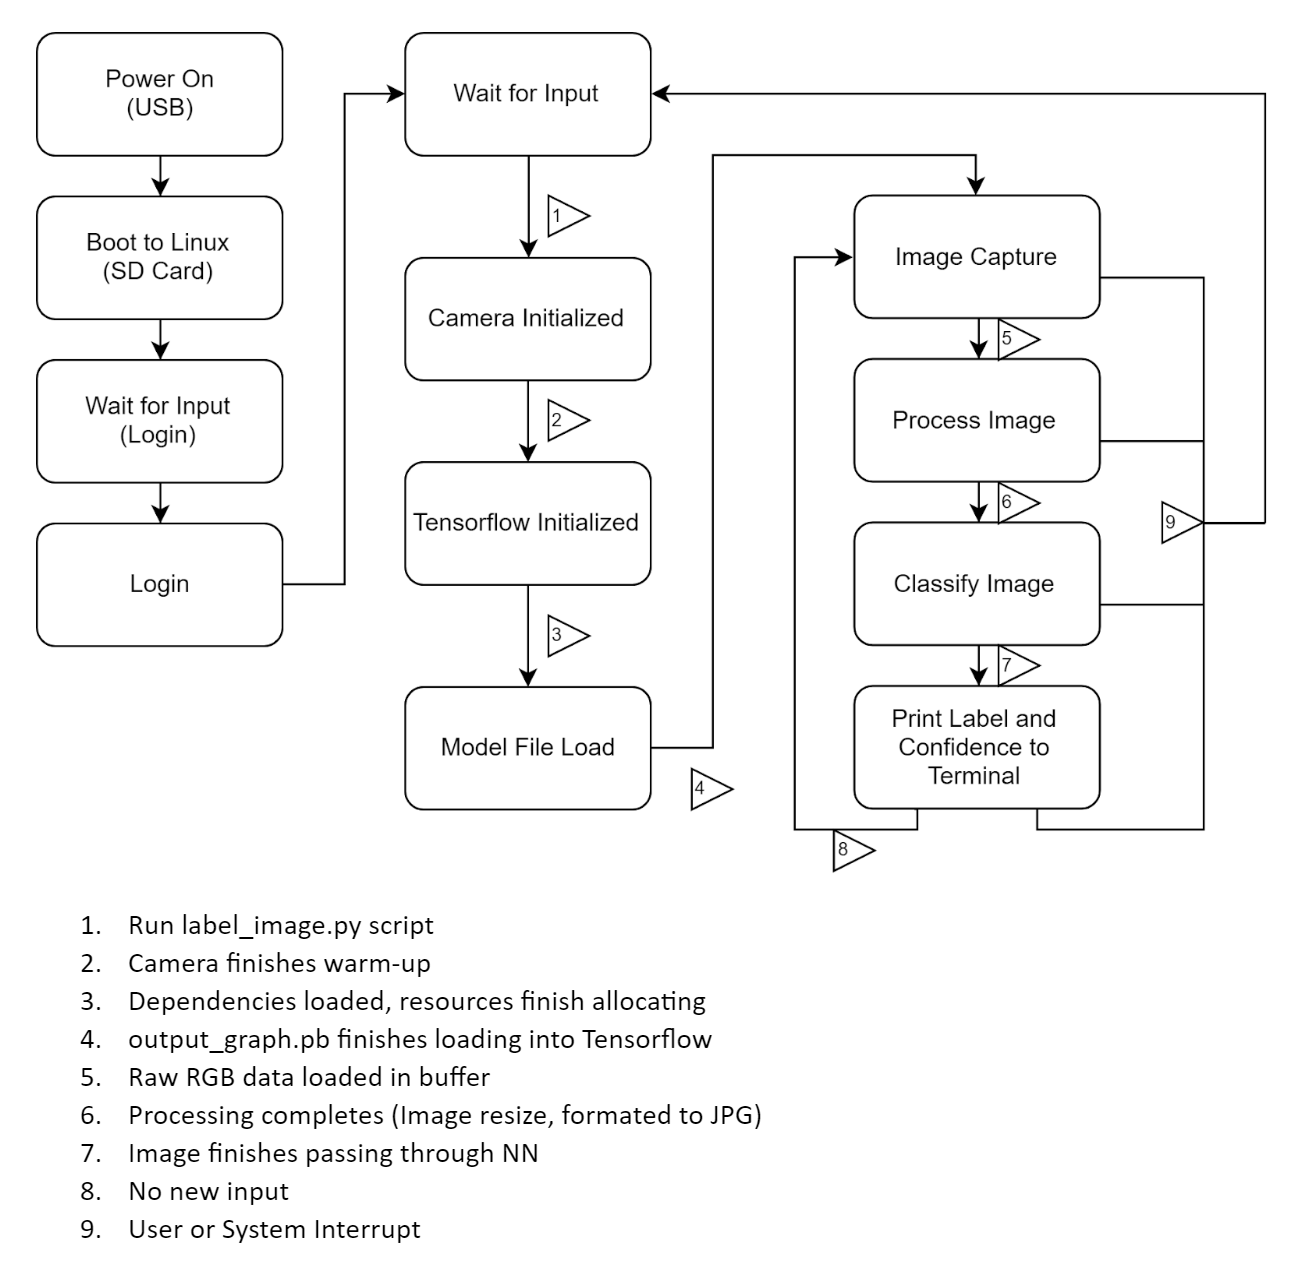 Power On
(USB)
Boot to Linux
(SD Card)
Wait for Input
(Login)
Login
Wait for Input
1
Camera Initialized
2
Tensorflow Initialized
3
Model File Load
4
Image Capture
5
Process Image
6
9
Classify Image
7
Print Label and
Confidence to
Terminal
8
1. Run label_image.py script
2. Camera finishes warm-up
3. Dependencies loaded, resources finish allocating
4. output_graph.pb finishes loading into Tensorflow
5. Raw RGB data loaded in buffer
6. Processing completes (Image resize, formated to JPG)
7. Image finishes passing through NN
8. No new input
9. User or System Interrupt